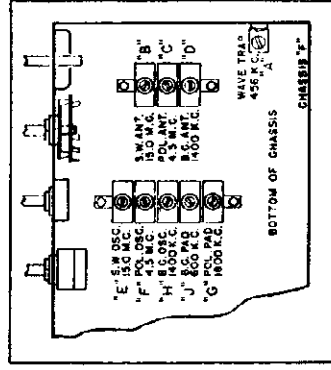 "B"
S.W. ANT.
15.0 M.C.
"C"
POL. ANT.
4.5 M.C.
"D"
B.C. ANT.
1400 K.C.
"E" S.W. OSC.
15.0 M.C.
"F" POL. OSC.
4.5 M.C.
"H" B.C. OSC.
1400 K.C.
"J" B.C. PAD
600 K.C.
"G" POL. PAD
K.C.
WAVE TRAP
456 K.C.
"A"
BOTTOM OF CHASSIS
CHASSIS "F"